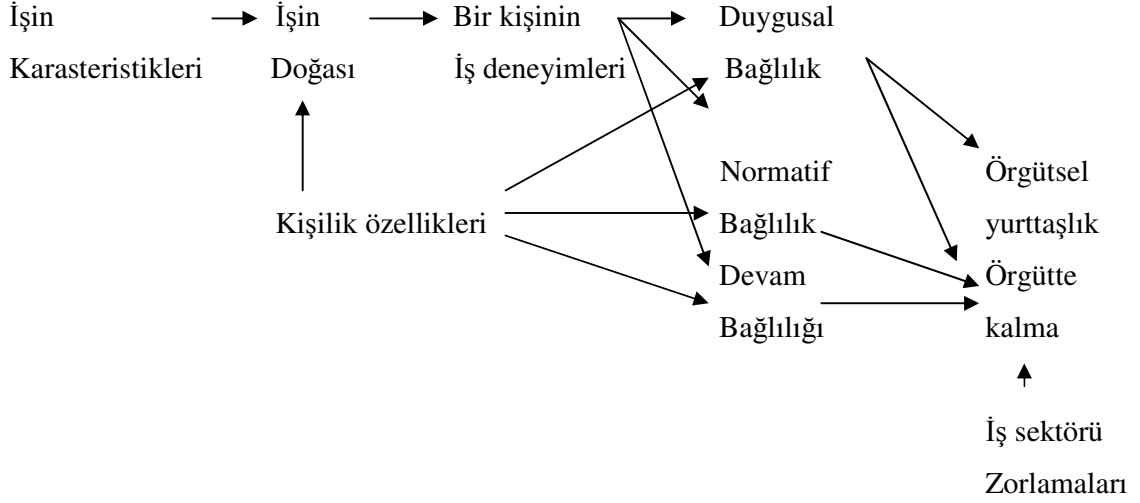 İşin
Karasteristikleri
İşin
Doğası
Bir kişinin
İş deneyimleri
Duygusal
Bağlılık
Kişilik özellikleri
Normatif
Bağlılık
Devam
Bağlılığı
Örgütsel
yurttaşlık
Örgütte
kalma
İş sektörü
Zorlamaları